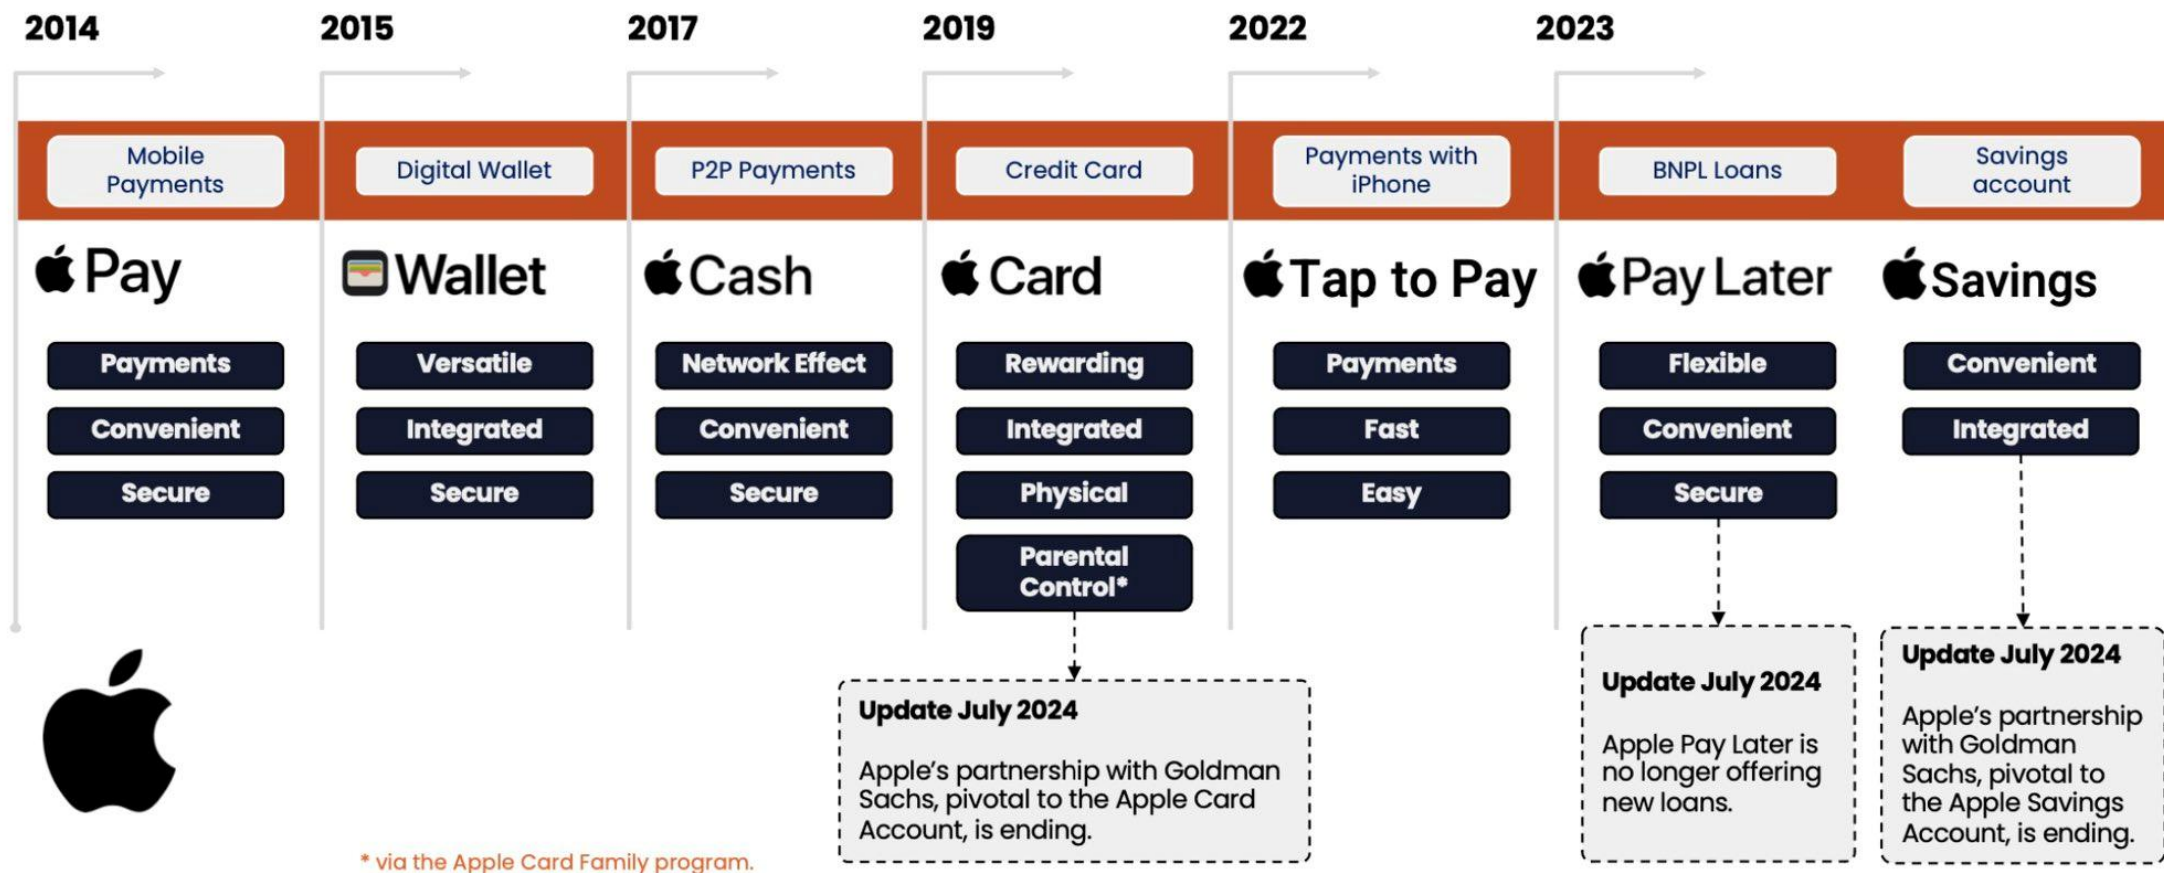 2014
2015
2017
2019
2022
2023
Mobile
Payments
Digital Wallet
P2P Payments
Credit Card
Payments with
iPhone
BNPL Loans
Savings
account
Pay
Wallet
Cash
Card
Tap to Pay
Pay Later
Savings
Payments
Convenient
Secure
Versatile
Integrated
Secure
Network Effect
Convenient
Secure
Rewarding
Integrated
Physical
Parental
Control*
Payments
Fast
Easy
Flexible
Convenient
Secure
Convenient
Integrated
Update July 2024
Apple's partnership with Goldman
Sachs, pivotal to the Apple Card
Account, is ending.
Update July 2024
Apple Pay Later is
no longer offering
new loans.
Update July 2024
Apple's partnership
with Goldman
Sachs, pivotal to
the Apple Savings
Account, is ending.
* via the Apple Card Family program.